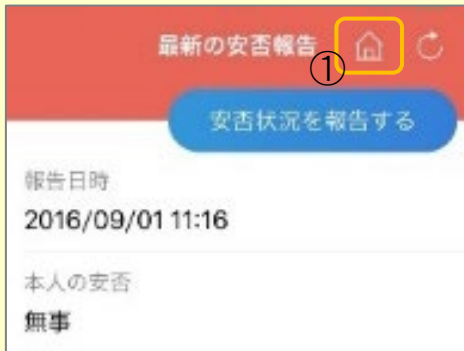 最新の安否報告
①
安否状況を報告する
報告日時
2016/09/01 11:16
本人の安否
無事